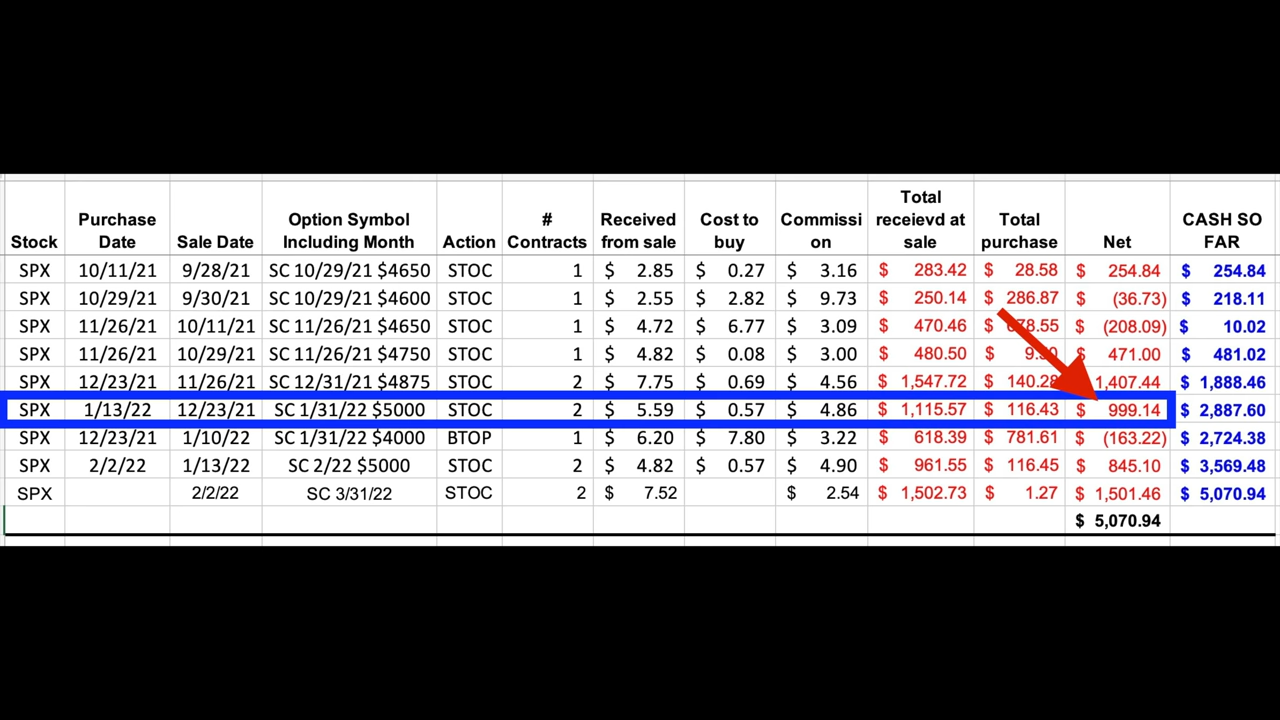 Stock Purchase Date Sale Date Option Symbol Including Month Action # Contracts Received from sale Cost to buy Commissi on Total receievd at sale Total purchase Net CASH SO FAR
SPX 10/11/21 9/28/21 SC 10/29/21 $4650 STOC 1 $ 2.85 $ 0.27 $ 3.16 $ 283.42 $ 28.58 $ 254.84 $ 254.84
SPX 10/29/21 9/30/21 SC 10/29/21 $4600 STOC 1 $ 2.55 $ 2.82 $ 9.73 $ 250.14 $ 286.87 $ (36.73) $ 218.11
SPX 11/26/21 10/11/21 SC 11/26/21 $4650 STOC 1 $ 4.72 $ 6.77 $ 3.09 $ 470.46 $ $ (208.09) $ 10.02
SPX 11/26/21 10/29/21 SC 11/26/21 $4750 STOC 1 $ 4.82 $ 0.08 $ 3.00 $ 480.50 $ $ 471.00 $ 481.02
SPX 12/23/21 11/26/21 SC 12/31/21 $4875 STOC 2 $ 7.75 $ 0.69 $ 4.56 $ 1,547.72 $ 140.28 1,407.44 $ 1,888.46
SPX 1/13/22 12/23/21 SC 1/31/22 $5000 STOC 2 $ 5.59 $ 0.57 $ 4.86 $ 1,115.57 $ 116.43 $ 999.14 $ 2,887.60
SPX 12/23/21 1/10/22 SC 1/31/22 $4000 BTOP 1 $ 6.20 $ 7.80 $ 3.22 $ 618.39 $ 781.61 $ (163.22) $ 2,724.38
SPX 2/2/22 1/13/22 SC 2/22 $5000 STOC 2 $ 4.82 $ 0.57 $ 4.90 $ 961.55 $ 116.45 $ 845.10 $ 3,569.48
SPX 2/2/22 SC 3/31/22 STOC 2 $ 7.52 $ 2.54 $ 1,502.73 $ 1.27 $ 1,501.46 $ 5,070.94
$ 5,070.94